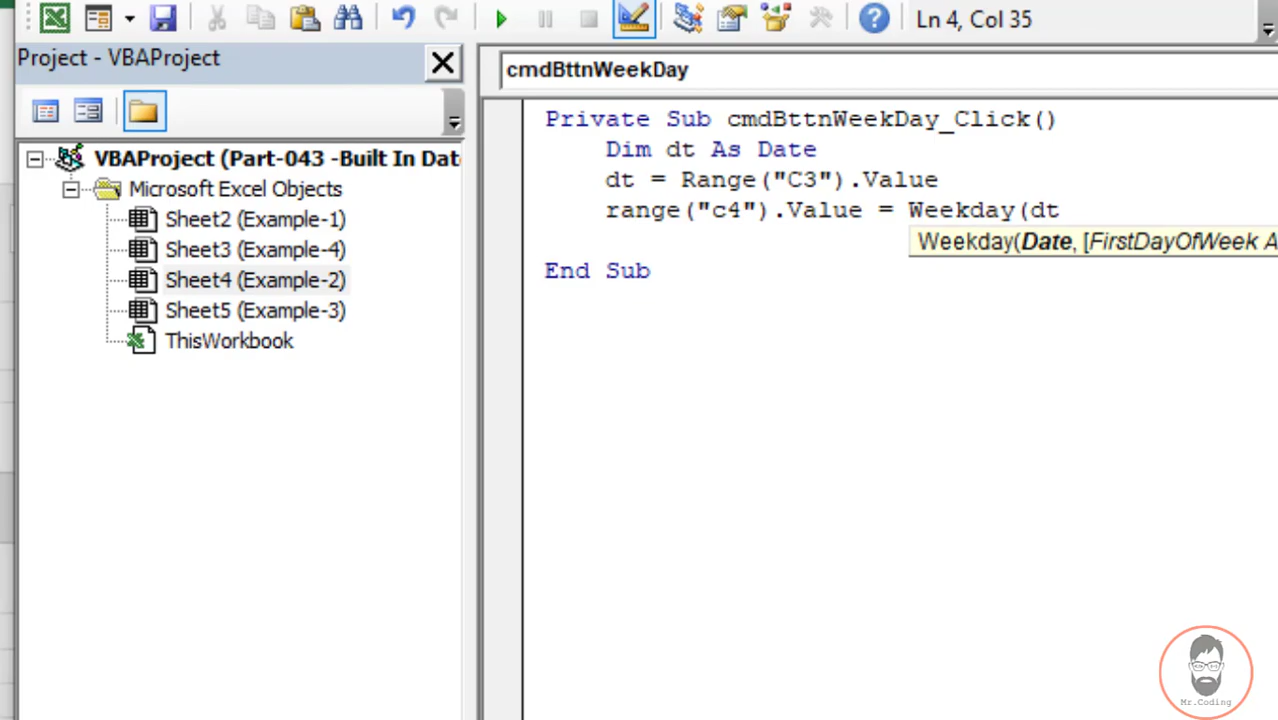 Ln 4, Col 35
Project - VBAProject
cmdBttnWeekDay
VBAProject (Part-043 -Built In Dat
Microsoft Excel Objects
Sheet2 (Example-1)
Sheet3 (Example-4)
Sheet4 (Example-2)
Sheet5 (Example-3)
ThisWorkbook
Private Sub cmdBttnWeekDay_Click()
Dim dt As Date
dt = Range("C3").Value
range("c4").Value = Weekday(dt
Weekday(Date, [FirstDayOfWeek A
End Sub
Mr.Coding